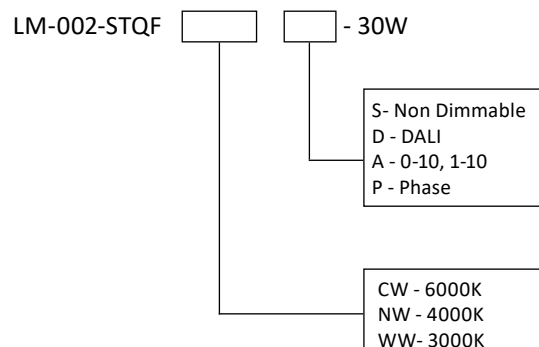 LM-002-STQF - 30W
S- Non Dimmable
D - DALI
A - 0-10, 1-10
P - Phase
CW - 6000K
NW - 4000K
WW- 3000K